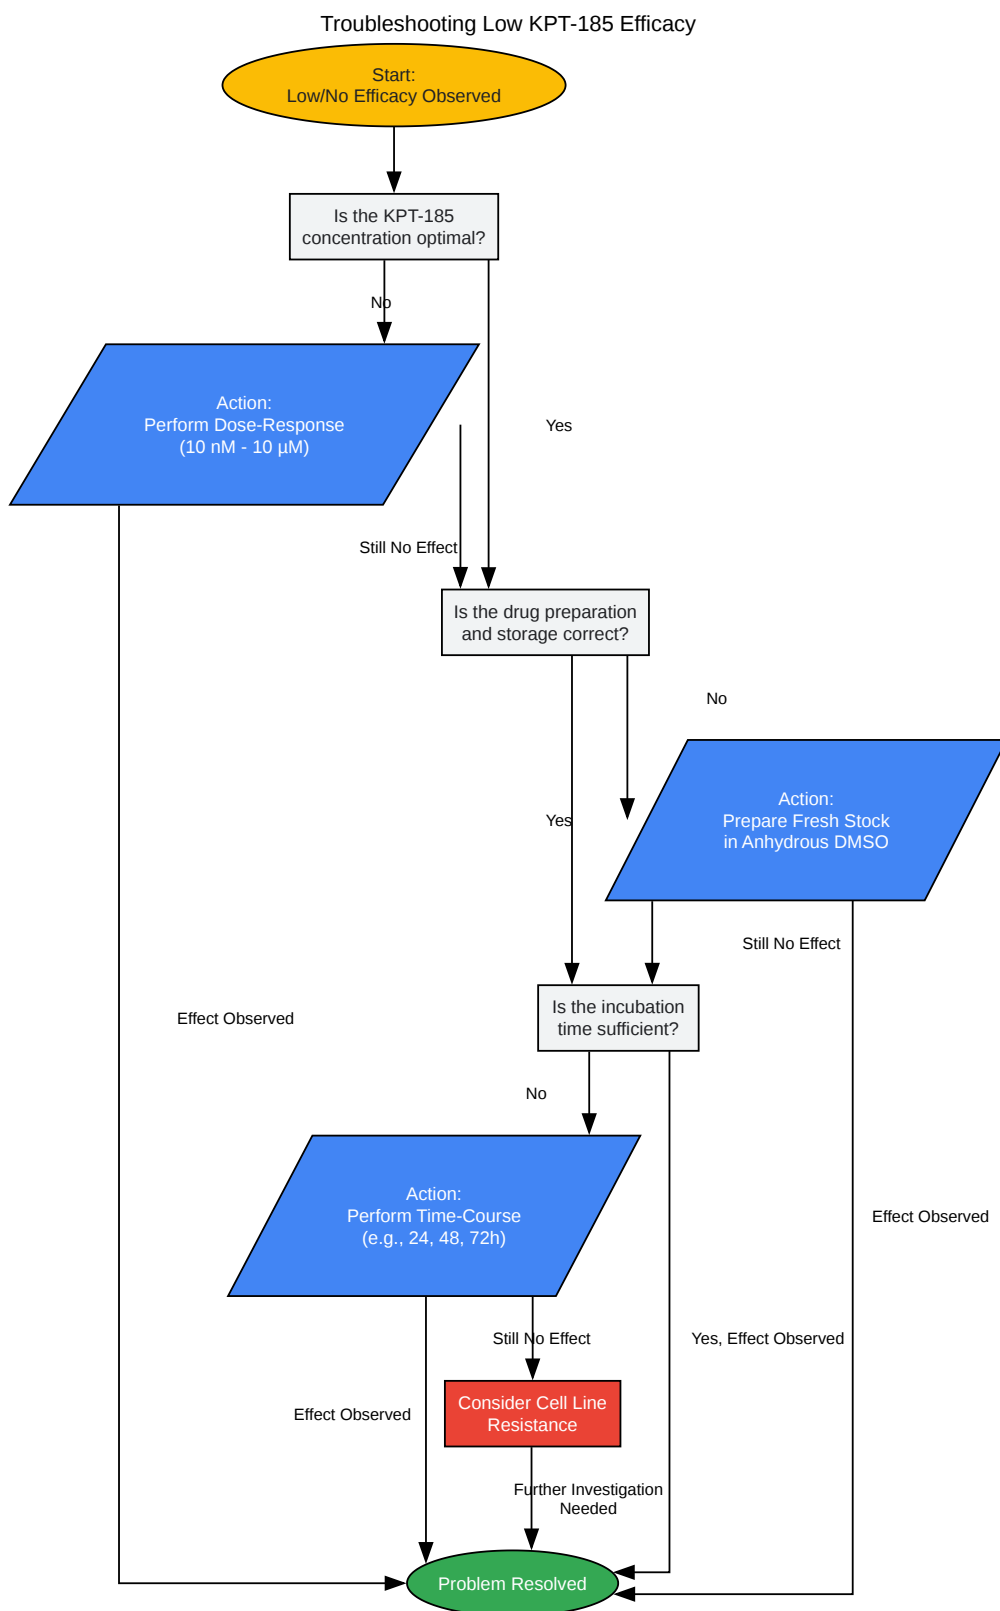 Troubleshooting Low KPT-185 Efficacy
Start:
Low/No Efficacy Observed
Is the KPT-185
concentration optimal?
No
Action:
Perform Dose-Response
(10 nM - 10 µM)
Yes
Still No Effect
Is the drug preparation
and storage correct?
No
Action:
Prepare Fresh Stock
in Anhydrous DMSO
Yes
Still No Effect
Is the incubation
time sufficient?
Effect Observed
No
Action:
Perform Time-Course
(e.g., 24, 48, 72h)
Effect Observed
Still No Effect
Yes, Effect Observed
Consider Cell Line
Resistance
Effect Observed
Further Investigation
Needed
Problem Resolved